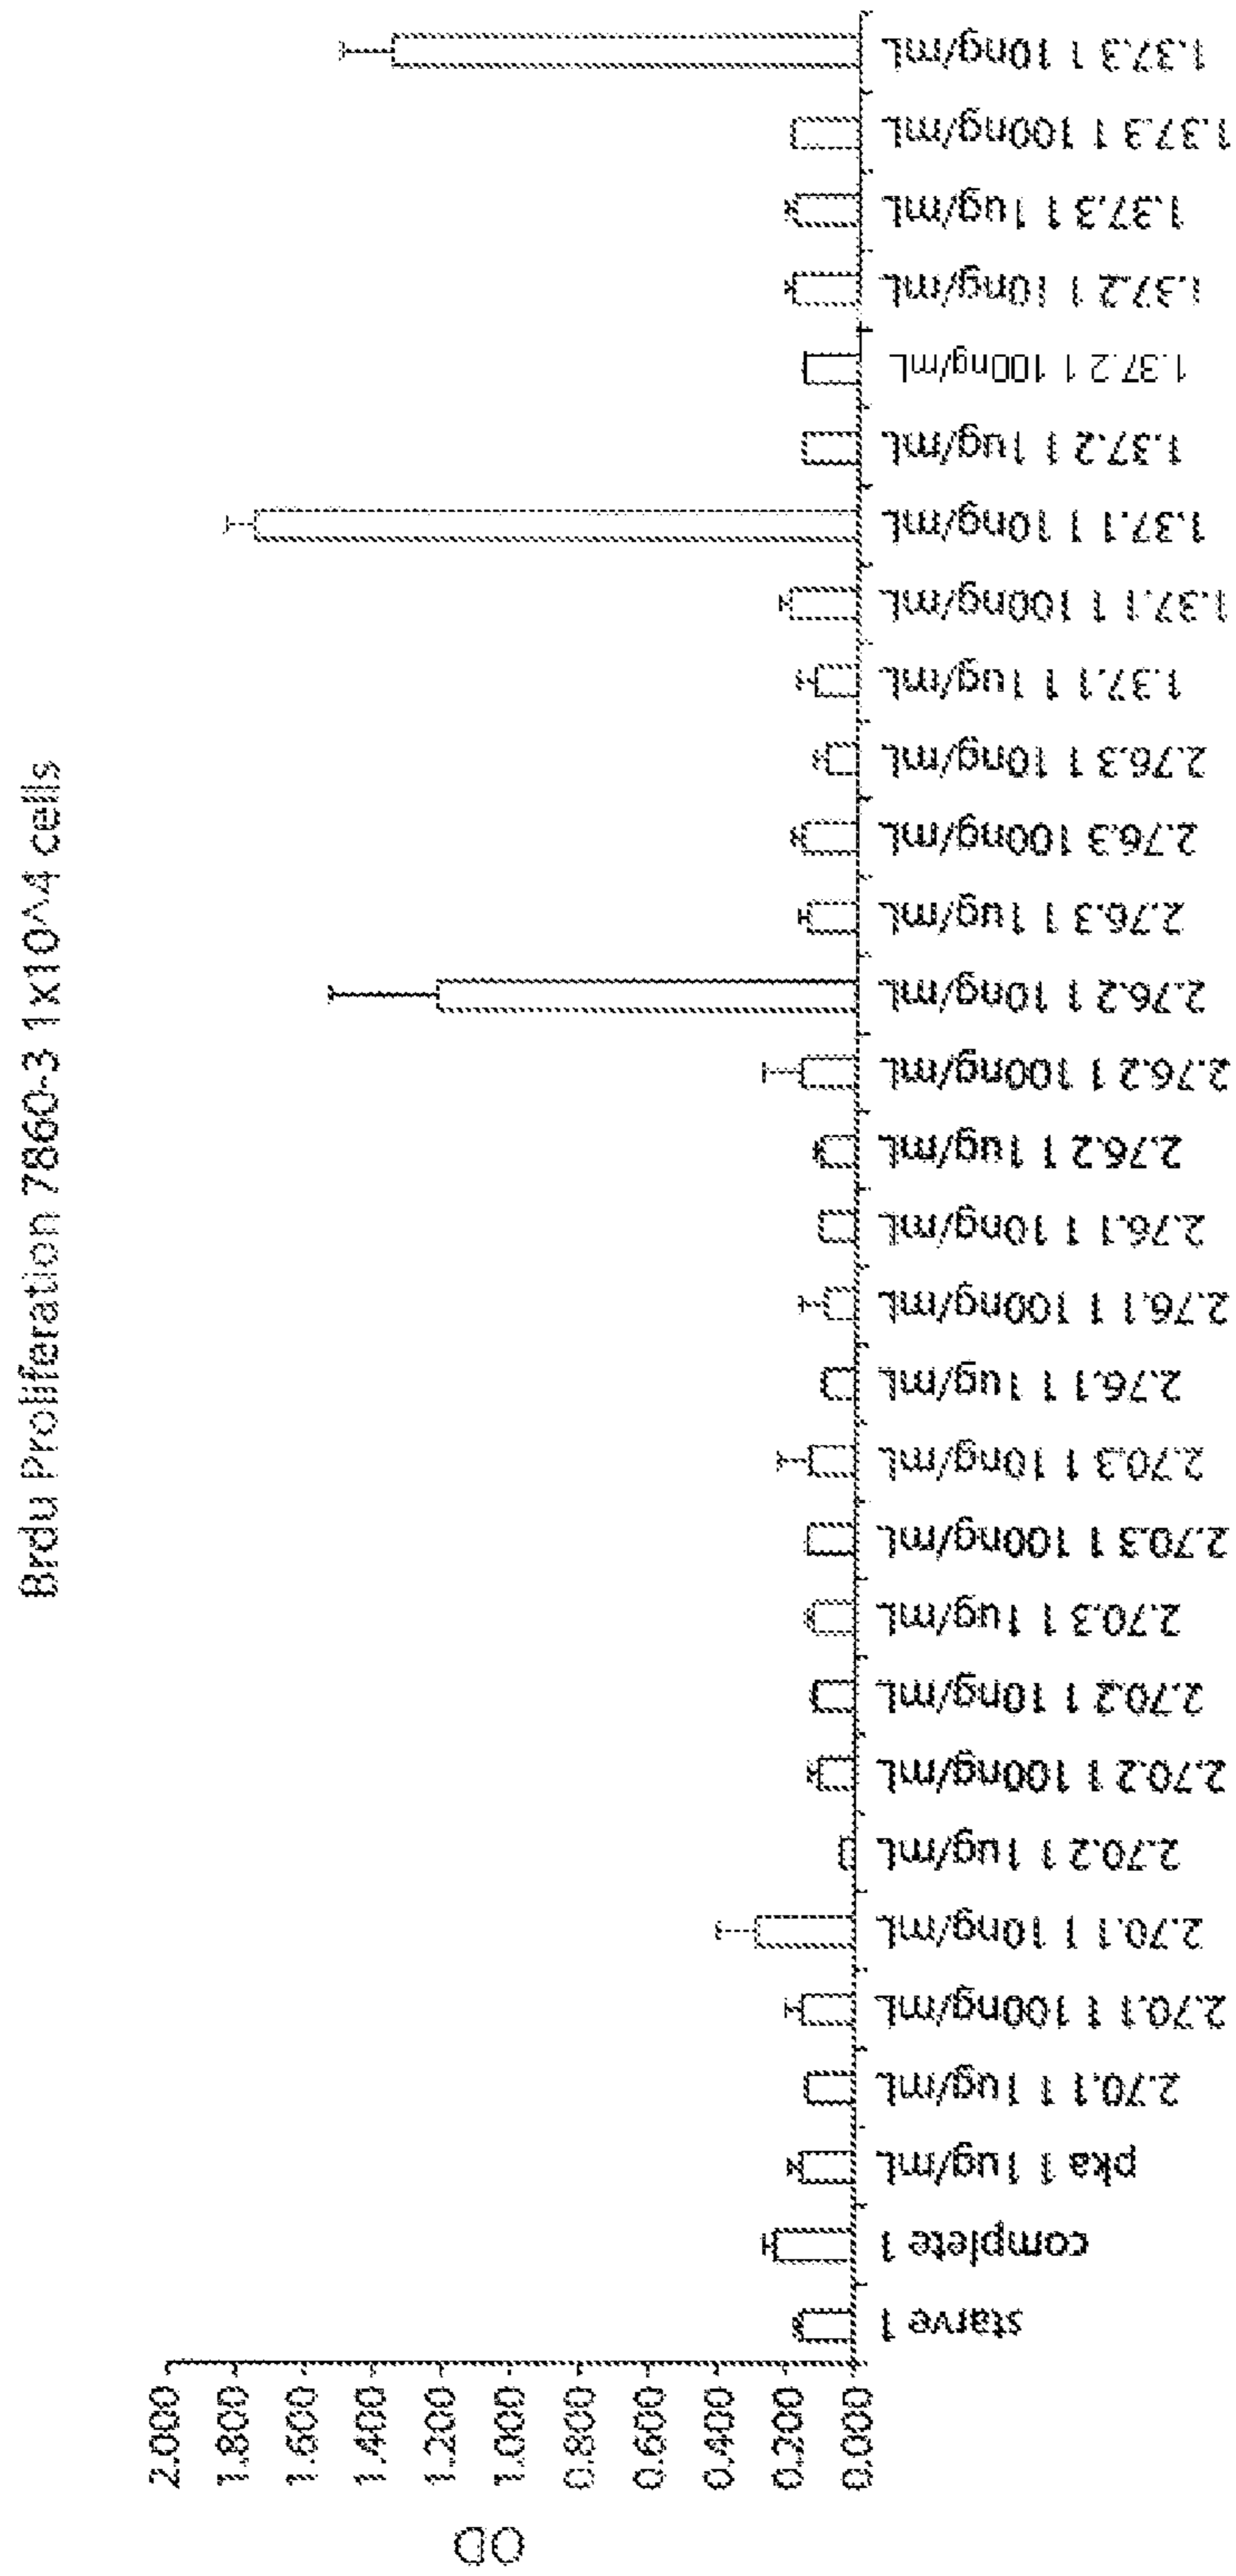 Brdu Proliferation 7860-3 1x10^4 cells
OD
2.000
1.800
1.600
1.400
1.200
1.000
0.800
0.600
0.400
0.200
0.000
starve 1
complete 1
pka 1 1ug/mL
2.70.1 1 1ug/mL
2.70.1 1 100ng/mL
2.70.1 1 10ng/mL
2.70.2 1 1ug/mL
2.70.2 1 100ng/mL
2.70.2 1 10ng/mL
2.70.3 1 1ug/mL
2.70.3 1 100ng/mL
2.70.3 1 10ng/mL
2.76.1 1 1ug/mL
2.76.1 1 100ng/mL
2.76.1 1 10ng/mL
2.76.2 1 1ug/mL
2.76.2 1 100ng/mL
2.76.2 1 10ng/mL
2.76.3 1 1ug/mL
2.76.3 100ng/mL
2.76.3 1 10ng/mL
1.37.1 1 1ug/mL
1.37.1 1 100ng/mL
1.37.1 1 10ng/mL
1.37.2 1 1ug/mL
1.37.2 1 100ng/mL
1.37.2 1 10ng/mL
1.37.3 1 1ug/mL
1.37.3 1 100ng/mL
1.37.3 1 10ng/mL